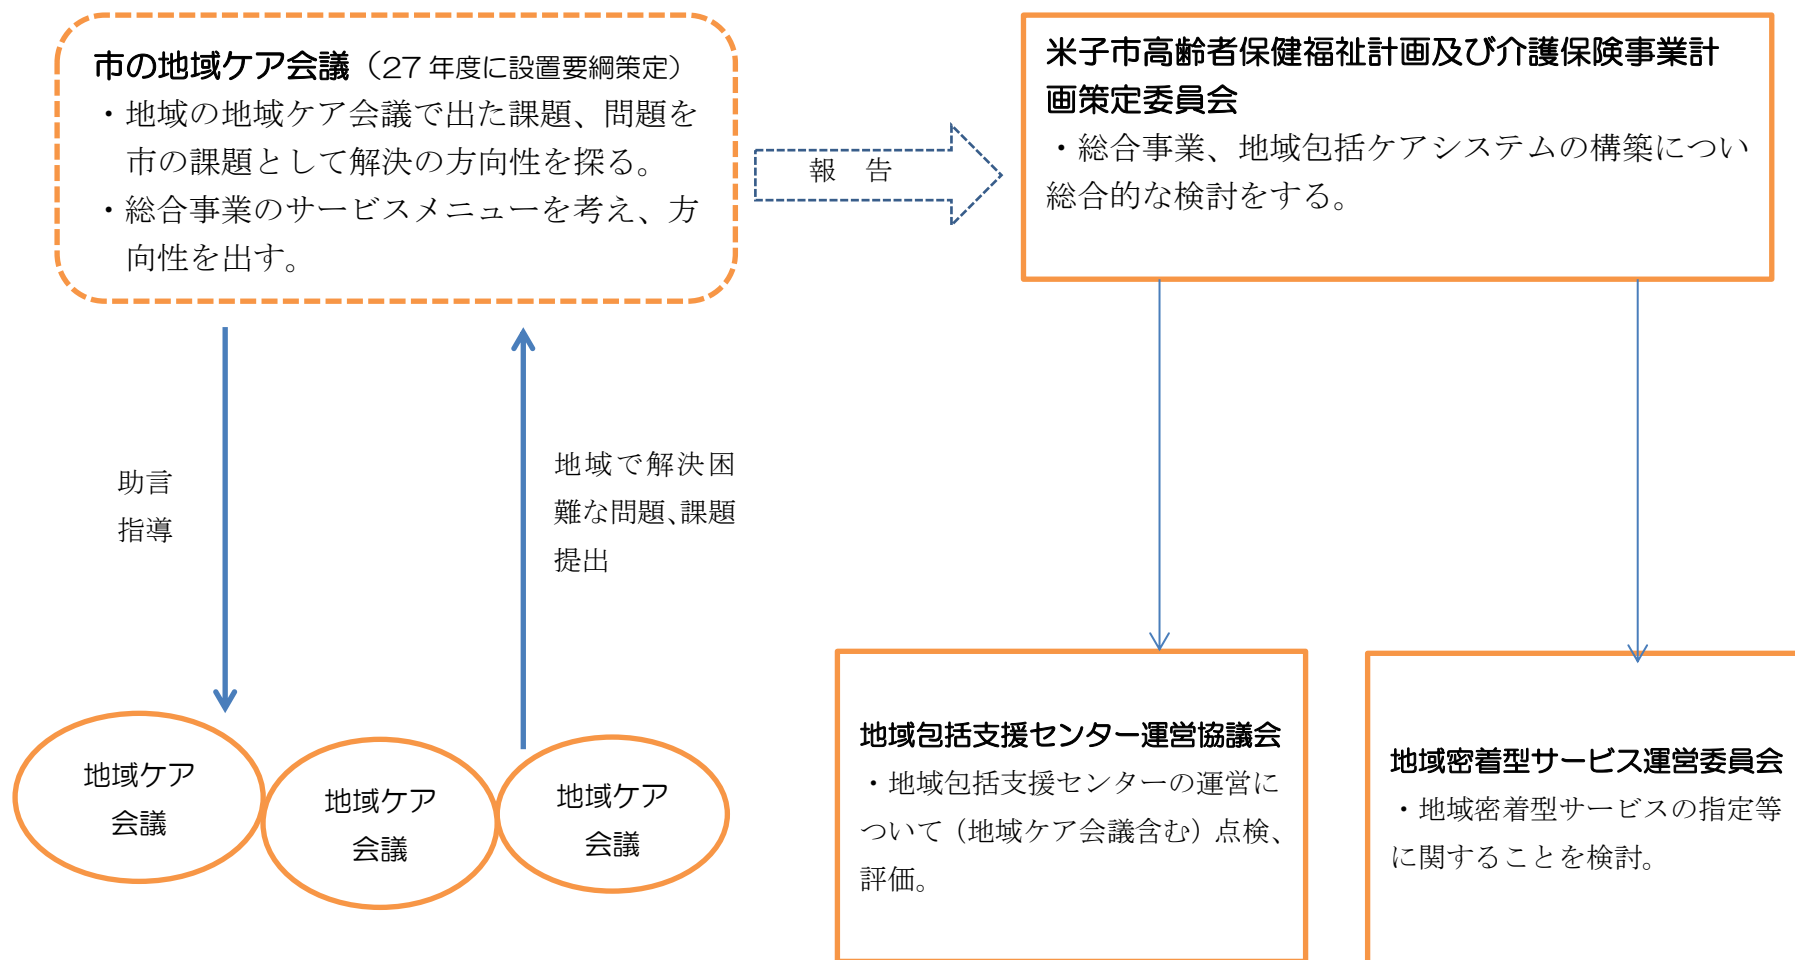 市の地域ケア会議（27 年度に設置要綱策定）
・地域の地域ケア会議で出た課題、問題を
市の課題として解決の方向性を探る。
・総合事業のサービスメニューを考え、方
向性を出す。
報　告
米子市高齢者保健福祉計画及び介護保険事業計
画策定委員会
・総合事業、地域包括ケアシステムの構築につい
総合的な検討をする。
助言
指導
地域で解決困
難な問題、課題
提出
地域ケア
会議
地域ケア
会議
地域ケア
会議
地域包括支援センター運営協議会
・地域包括支援センターの運営に
ついて（地域ケア会議含む）点検、
評価。
地域密着型サービス運営委員会
・地域密着型サービスの指定等
に関することを検討。